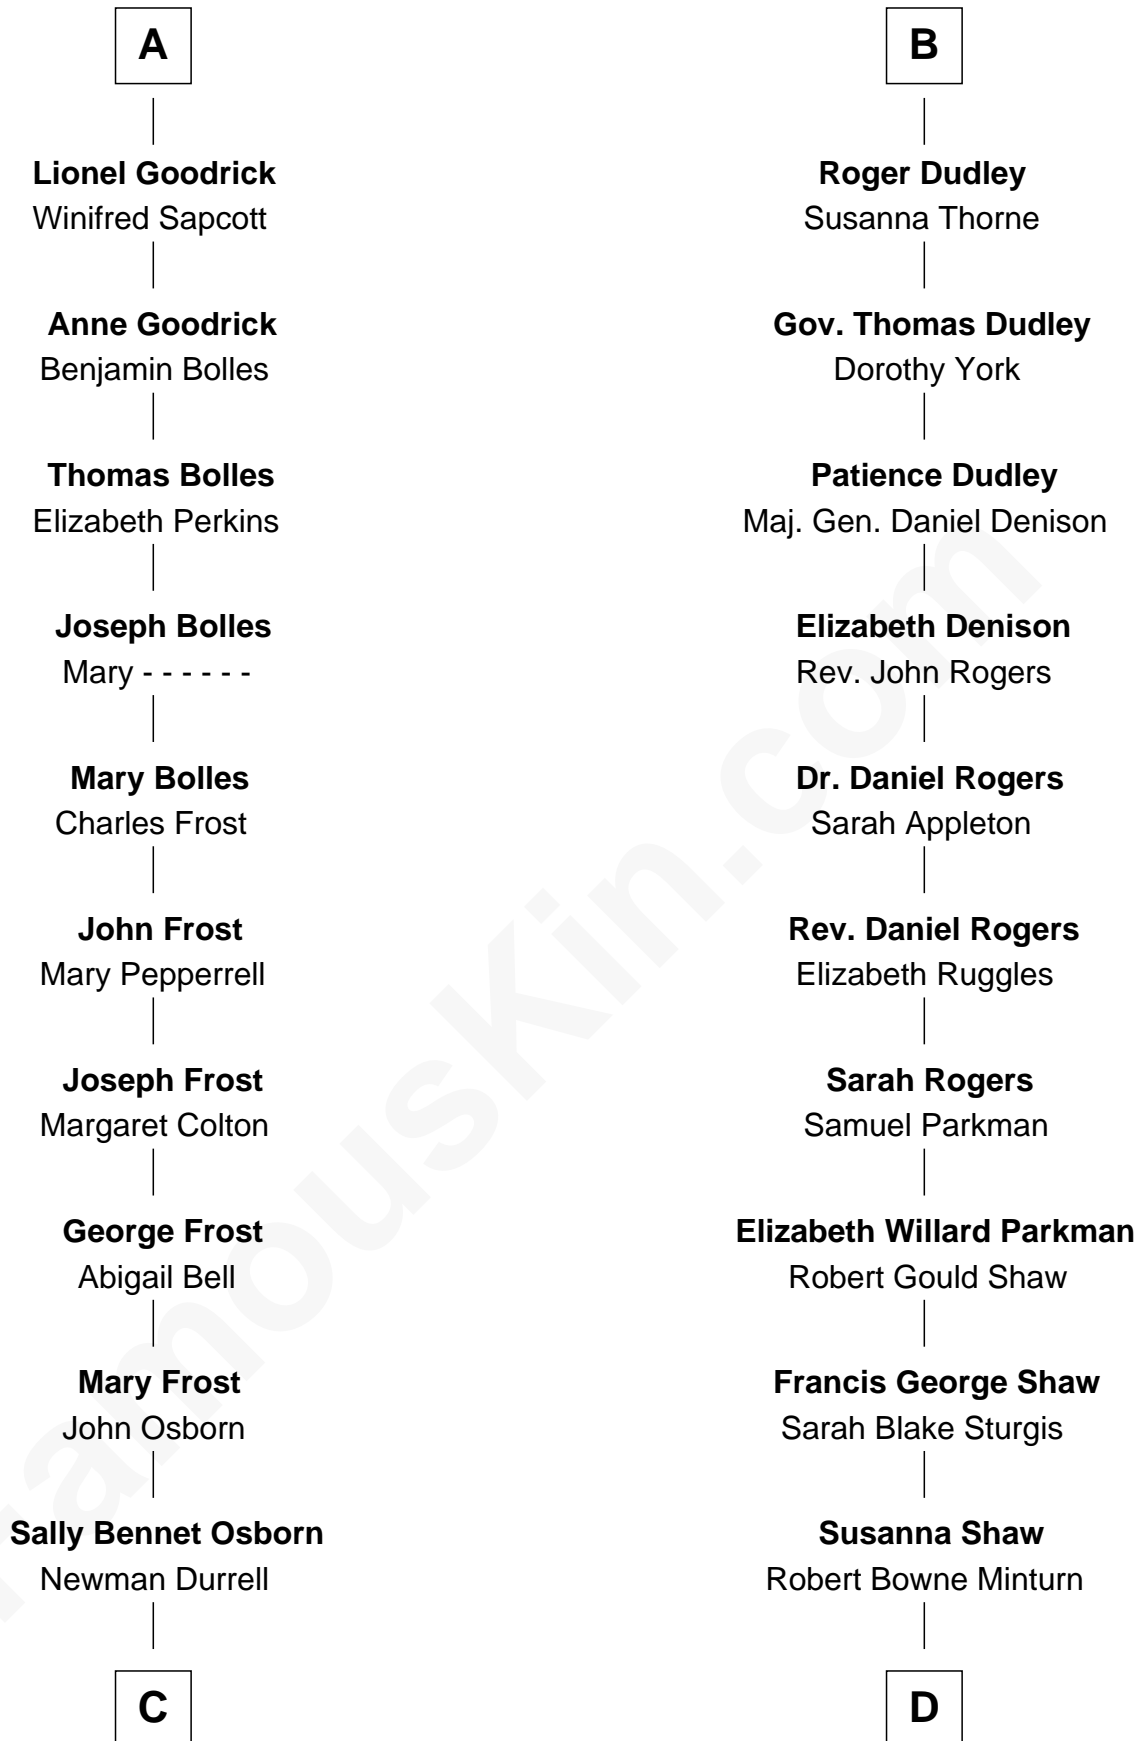 A
Lionel Goodrick
Winifred Sapcott
Anne Goodrick
Benjamin Bolles
Thomas Bolles
Elizabeth Perkins
Joseph Bolles
Mary - - - - - -
Mary Bolles
Charles Frost
John Frost
Mary Pepperrell
Joseph Frost
Margaret Colton
George Frost
Abigail Bell
Mary Frost
John Osborn
Sally Bennet Osborn
Newman Durrell
C
B
Roger Dudley
Susanna Thorne
Gov. Thomas Dudley
Dorothy York
Patience Dudley
Maj. Gen. Daniel Denison
Elizabeth Denison
Rev. John Rogers
Dr. Daniel Rogers
Sarah Appleton
Rev. Daniel Rogers
Elizabeth Ruggles
Sarah Rogers
Samuel Parkman
Elizabeth Willard Parkman
Robert Gould Shaw
Francis George Shaw
Sarah Blake Sturgis
Susanna Shaw
Robert Bowne Minturn
D
FamousKin.com